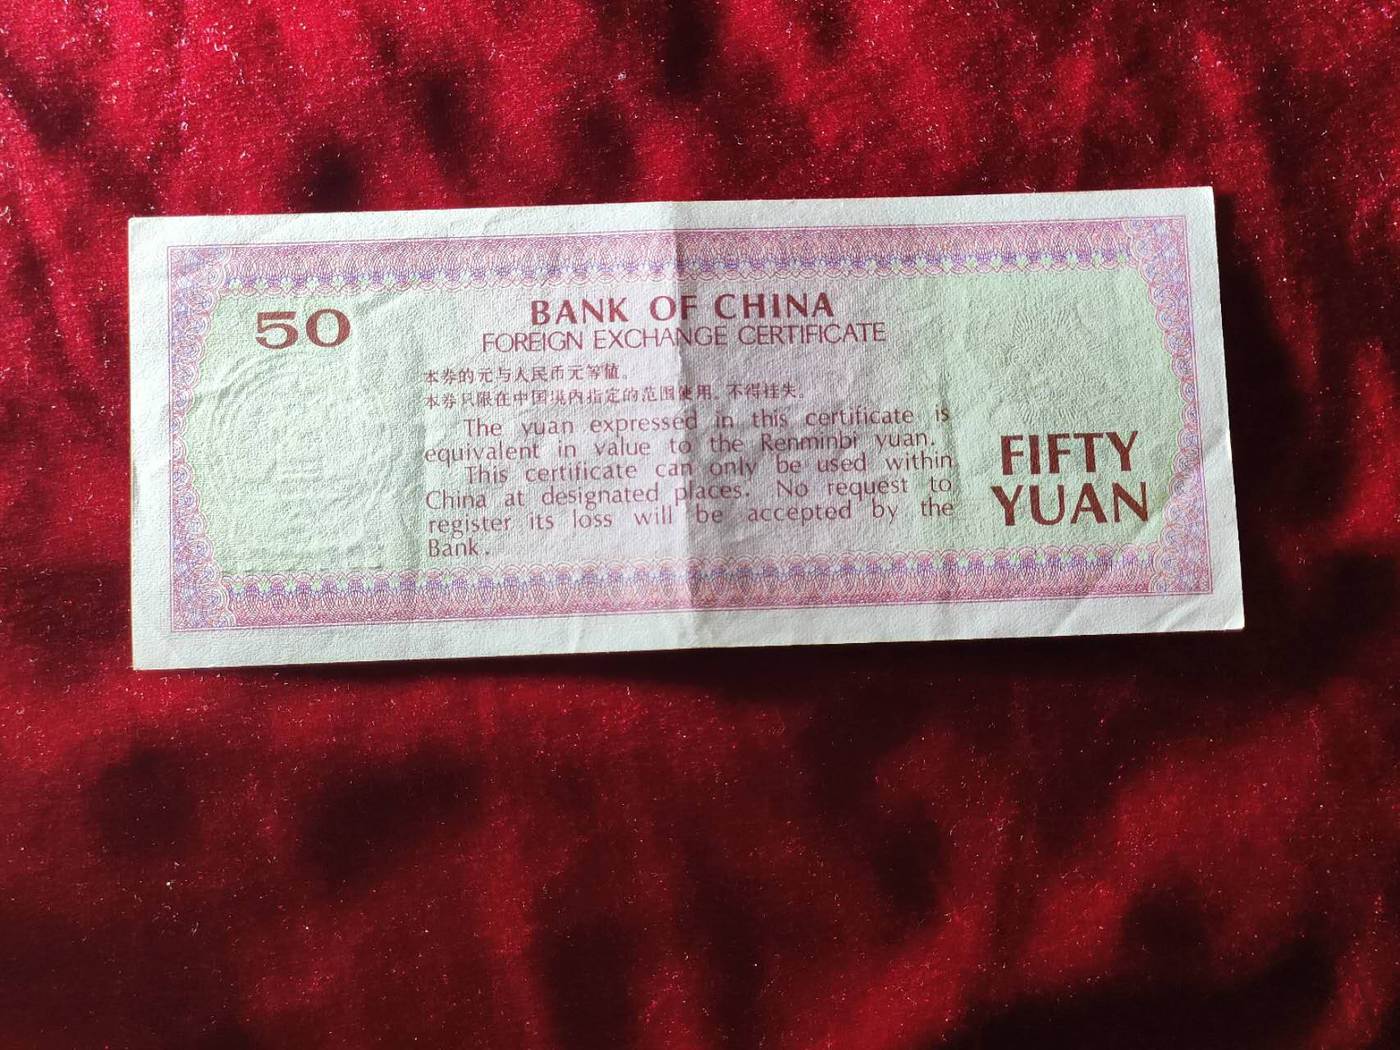 50
BANK OF CHINA
FOREIGN EXCHANGE CERTIFICATE
本券的元与人民币元等值。
本券只限在中国境内指定的范围使用。不得挂失。
The yuan expressed in this certificate is
equivalent in value to the Renminbi yuan.
This certificate can only be used within
China at designated places. No request to
register its loss will be accepted by the
Bank.
FIFTY
YUAN